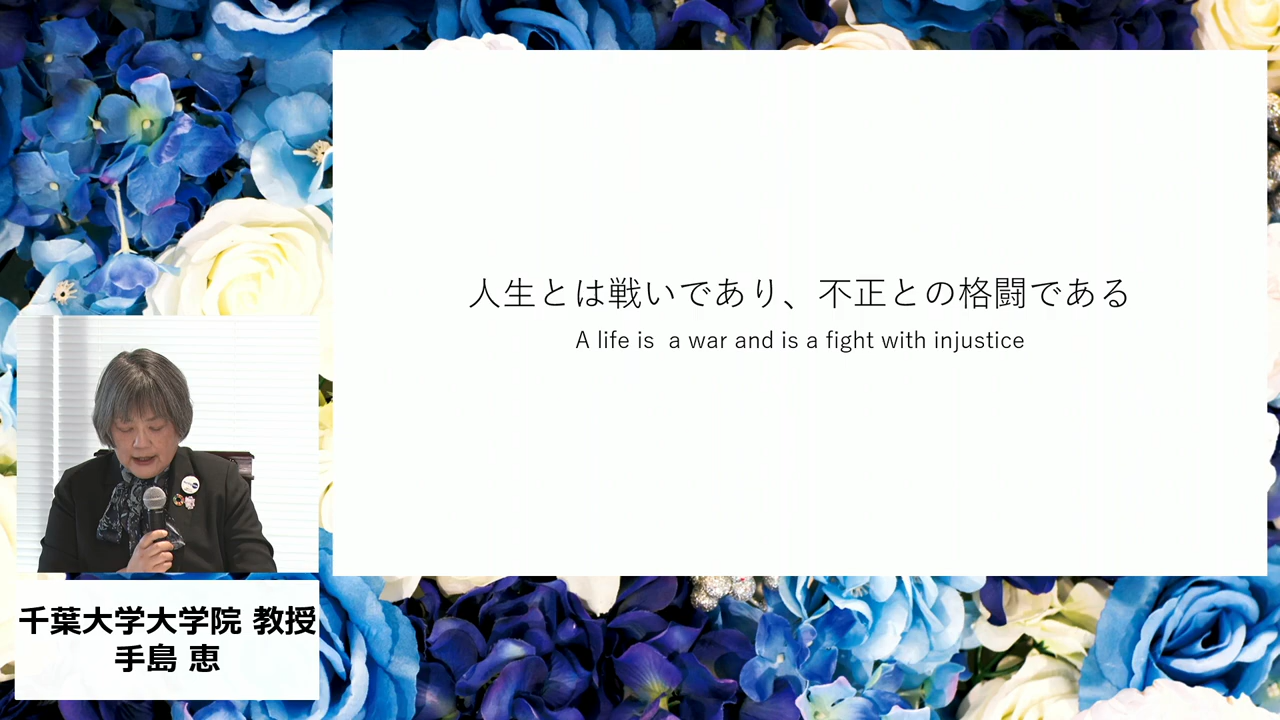 人生とは戦いであり、不正との格闘である
A life is  a war and is a fight with injustice
千葉大学大学院 教授
手島 恵